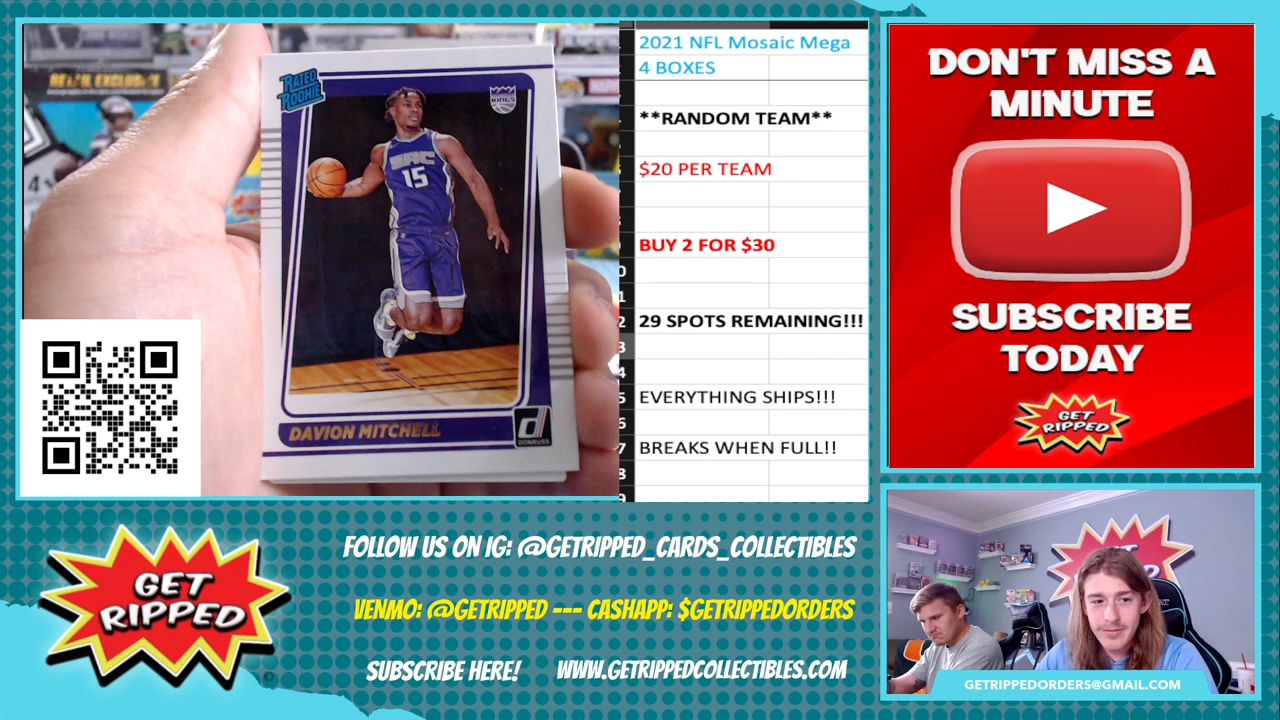 RATED
ROOKIE
KINGS
SAC
15
DAVION MITCHELL
DONRUSS
2021 NFL Mosaic Mega
4 BOXES
**RANDOM TEAM**
$20 PER TEAM
BUY 2 FOR $30
29 SPOTS REMAINING!!!
EVERYTHING SHIPS!!!
BREAKS WHEN FULL!!
DON'T MISS A
MINUTE
SUBSCRIBE
TODAY
GET
RIPPED
GET
RIPPED
FOLLOW US ON IG: @GETRIPPED_CARDS_COLLECTIBLES
VENMO: @GETRIPPED --- CASHAPP: $GETRIPPEDORDERS
SUBSCRIBE HERE! WWW.GETRIPPEDCOLLECTIBLES.COM
GETRIPPEDORDERS@GMAIL.COM